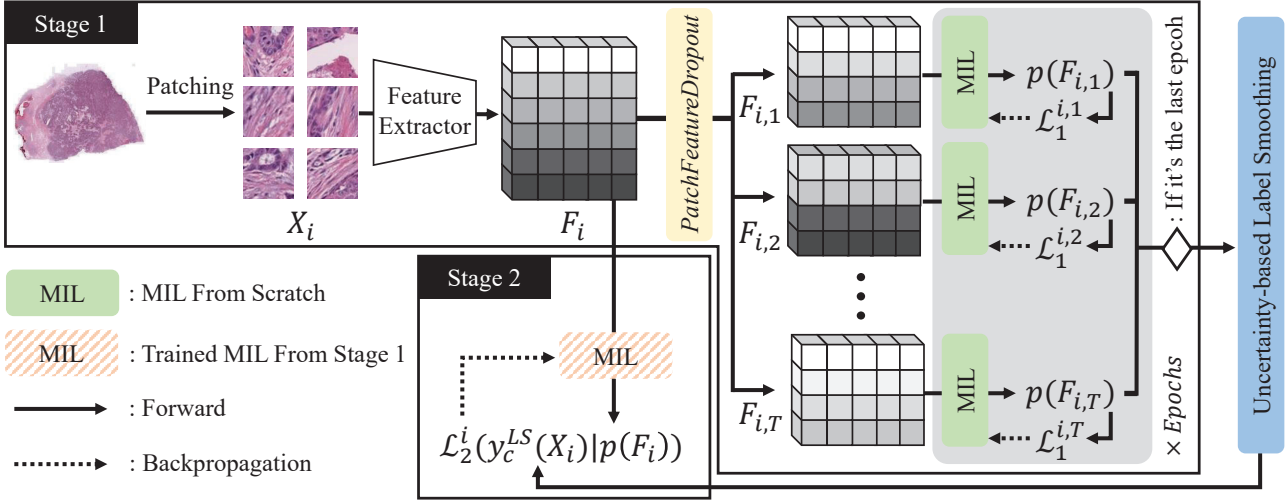 Stage 1
Patching
X_i
Feature
Extractor
F_i
PatchFeatureDropout
F_{i,1}
MIL
p(F_{i,1})
ℒ_1^{i,1}
F_{i,2}
MIL
p(F_{i,2})
ℒ_1^{i,2}
F_{i,T}
MIL
p(F_{i,T})
ℒ_1^{i,T}
× Epochs
: If it's the last epcoh
Uncertainty-based Label Smoothing
Stage 2
MIL
ℒ_2^i(y_c^{LS}(X_i)|p(F_i))
MIL : MIL From Scratch
MIL : Trained MIL From Stage 1
: Forward
: Backpropagation